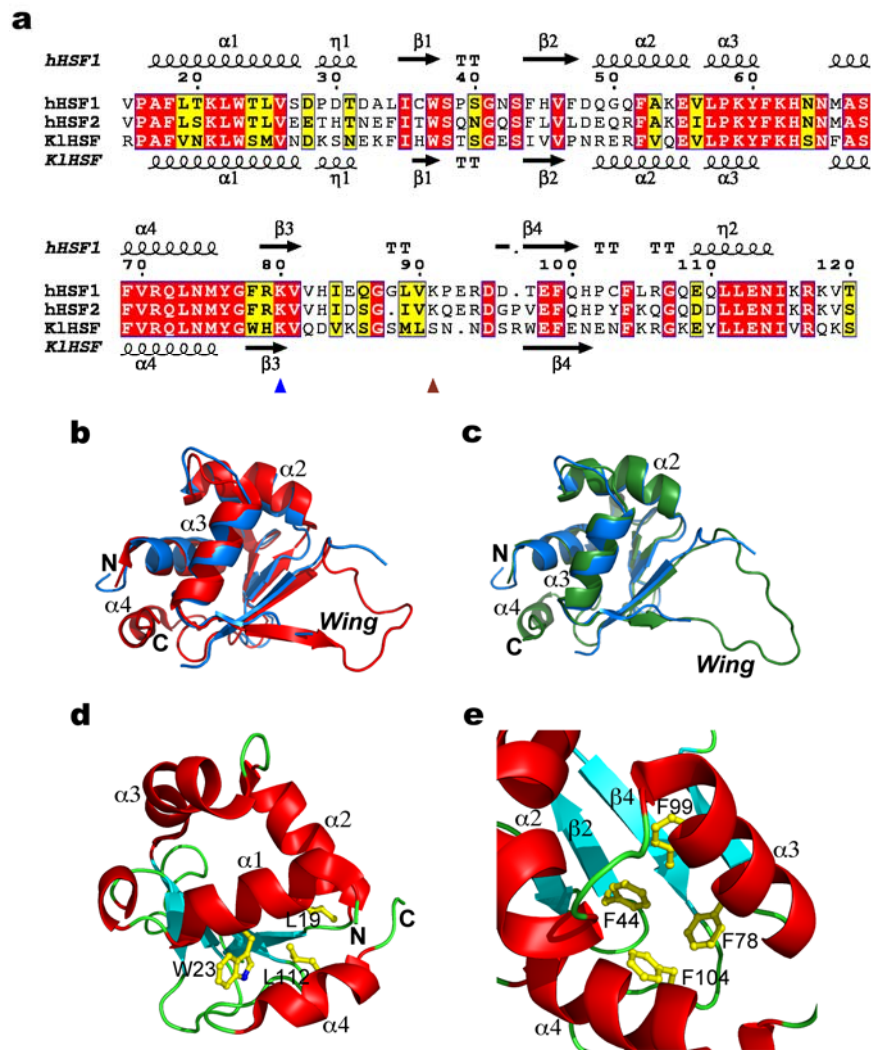 a
α1 η1 β1 TT β2 α2 α3
hHSF1
20 30 40 50 60
hHSF1 VPAFLTKLWTLVSDPDTDALICWSPSGNSFHVFDQGQFAKEVLPKYFKHNNMAS
hHSF2 VPAFLSKLWTLVEETHTNEFITWSQNGQSFLVLDEQRFAKEILPKYFKHNNMAS
KlHSF RPAFVNKLWSMVNDKSNEKFIHWSTSGESIVVPNRERFVQEVLPKYFKHSNFAS
KlHSF
α1 η1 β1 TT β2 α2 α3
α4 β3 β4 η2
hHSF1 TT TT TT
70 80 90 100 110 120
hHSF1 FVRQLNMYGFRKVVHIEQGGLVKPERDD.TEFQHPCFLRGQEQLLENIKRKVT
hHSF2 FVRQLNMYGFRKVVHIDSG.IVKQERDGPVEFQHPYFKQGQDDLLENIKRKVS
KlHSF FVRQLNMYGWHKVQDVKSGSMLSN.NDSRWEFENENFKRGKEYLLENIVRQKS
KlHSF
α4 β3 β4
b
α2
α3
N
α4
C
Wing
c
α2
N
α3
α4
C
Wing
d
α3
α2
α1
L19
C
N
W23
L112
α4
e
β4
F99
α2
β2
α3
F44
F78
F104
α4